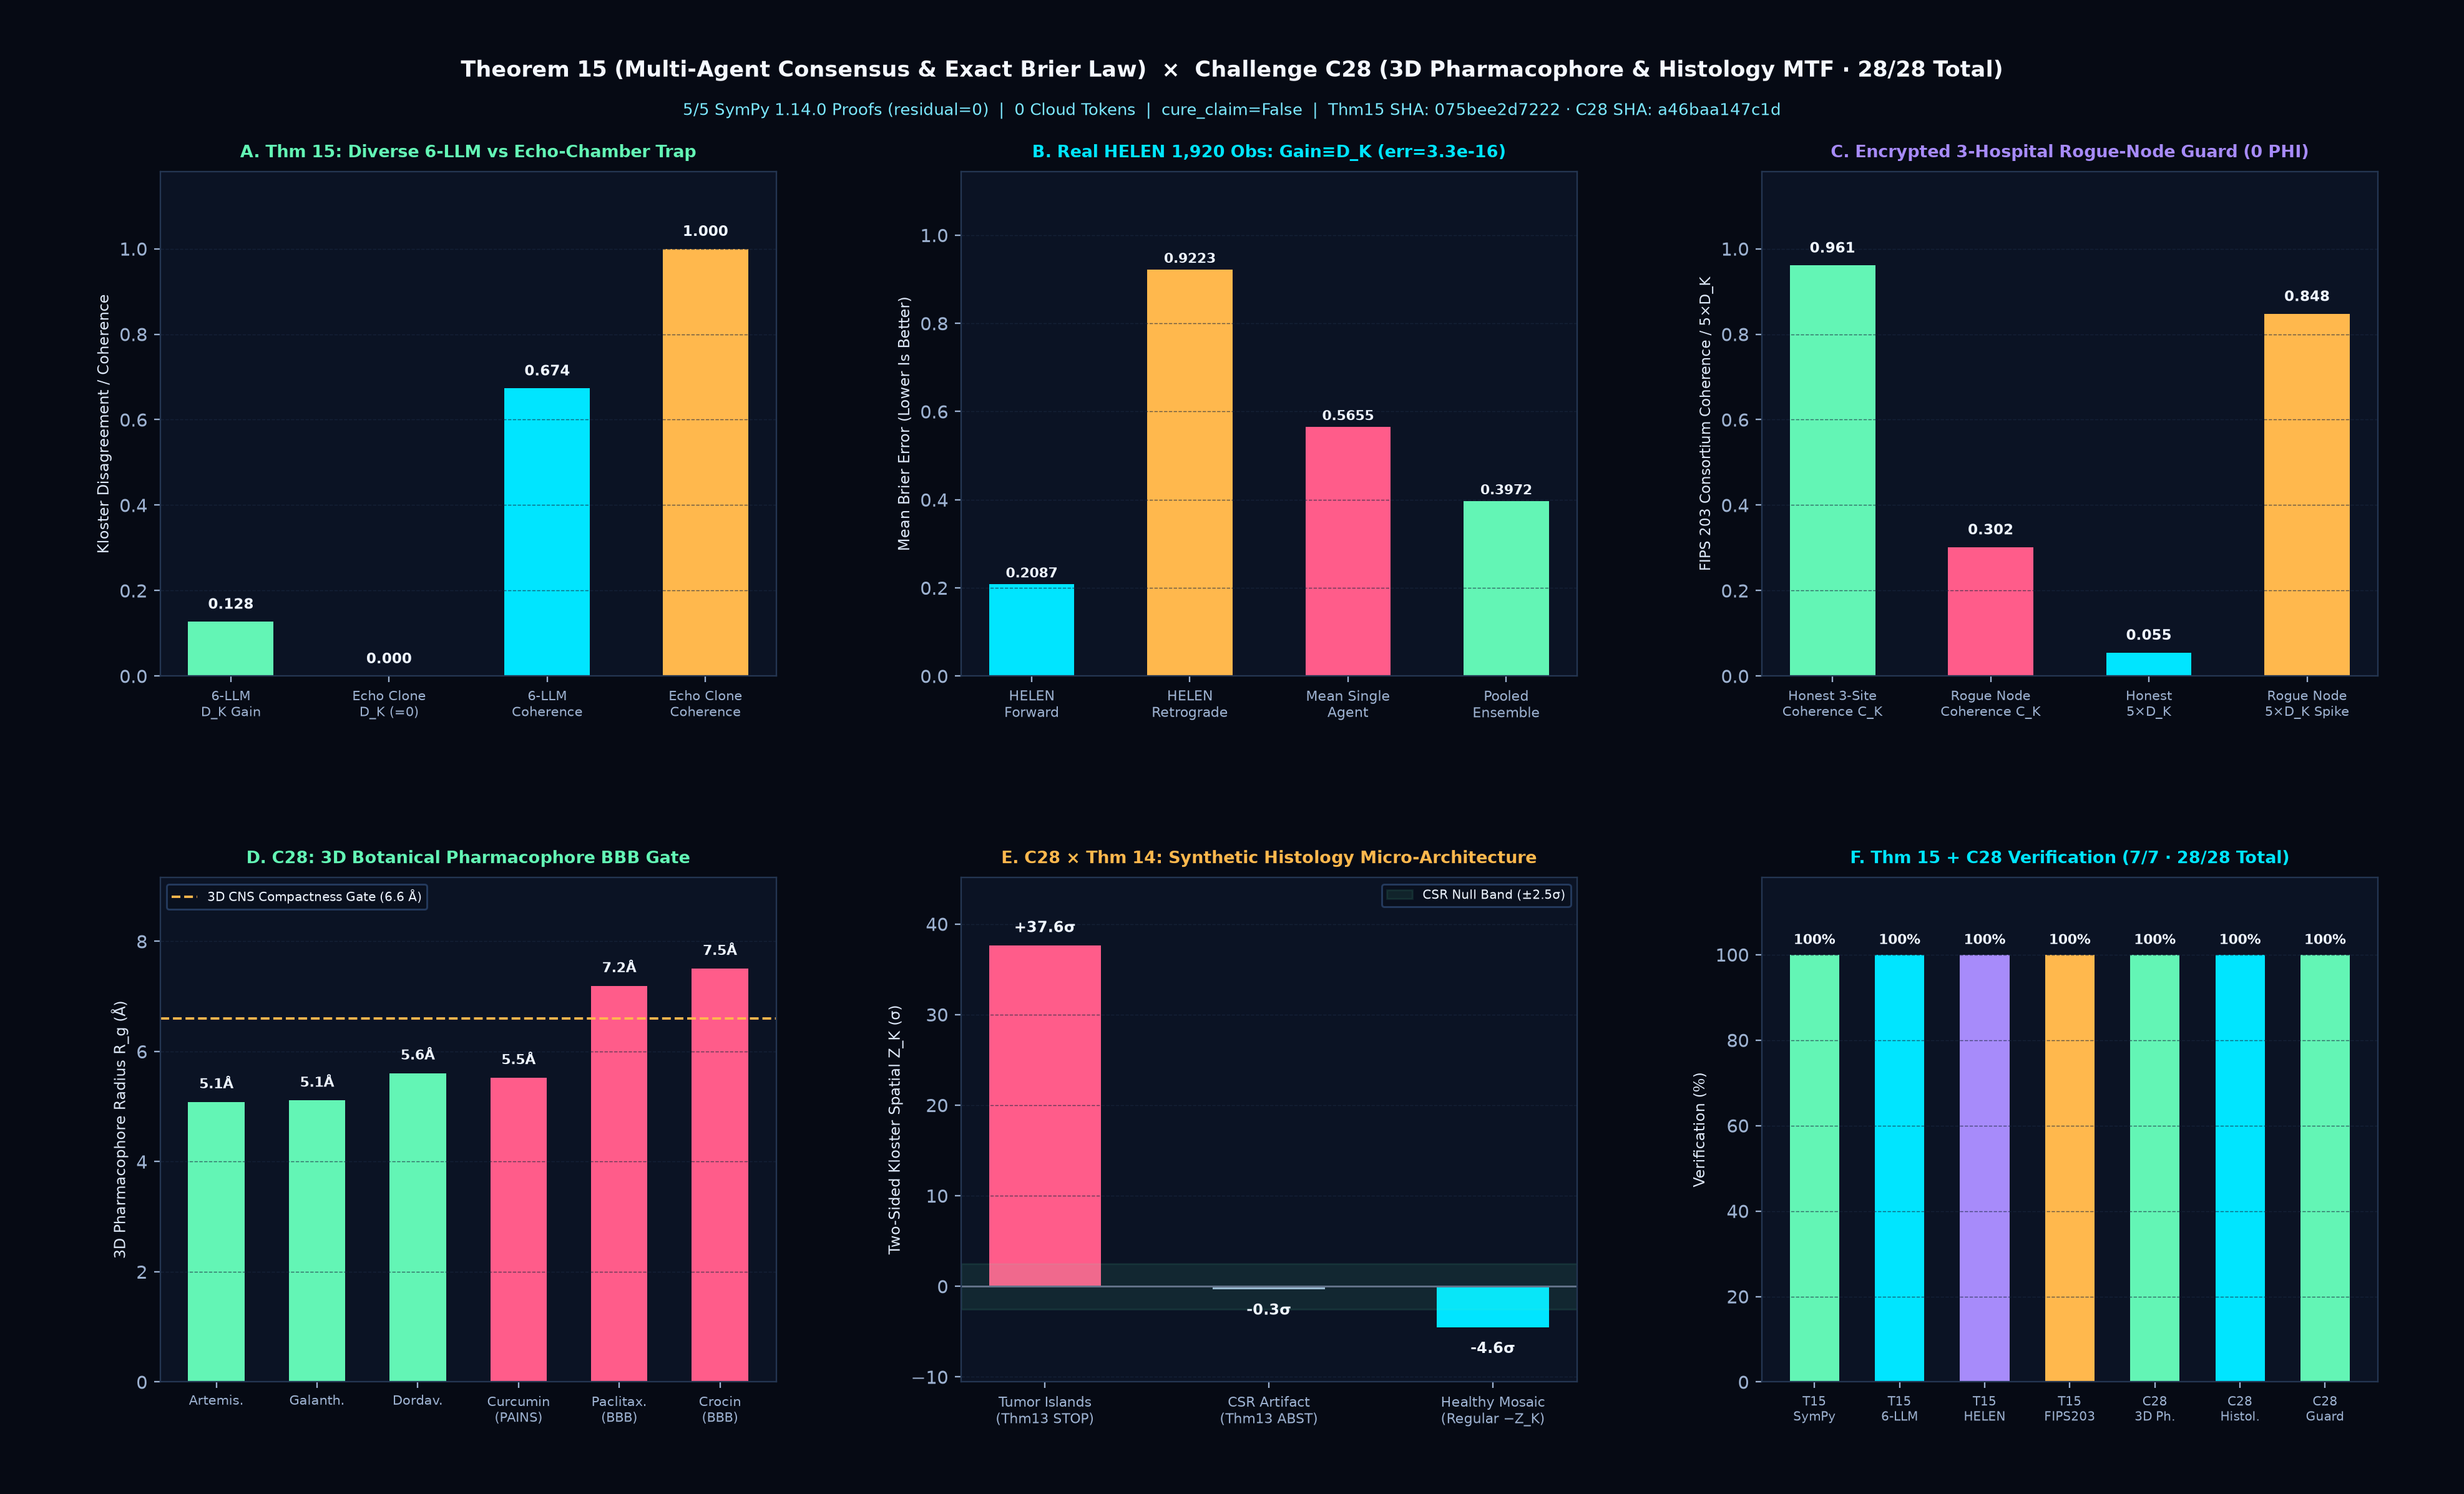 Theorem 15 (Multi-Agent Consensus & Exact Brier Law) × Challenge C28 (3D Pharmacophore & Histology MTF · 28/28 Total)
5/5 SymPy 1.14.0 Proofs (residual=0) | 0 Cloud Tokens | cure_claim=False | Thm15 SHA: 075bee2d7222 · C28 SHA: a46baa147c1d
A. Thm 15: Diverse 6-LLM vs Echo-Chamber Trap
Kloster Disagreement / Coherence
1.0
0.8
0.6
0.4
0.2
0.0
0.128
0.000
0.674
1.000
6-LLM
D_K Gain
Echo Clone
D_K (=0)
6-LLM
Coherence
Echo Clone
Coherence
B. Real HELEN 1,920 Obs: Gain≡D_K (err=3.3e-16)
Mean Brier Error (Lower Is Better)
1.0
0.8
0.6
0.4
0.2
0.0
0.2087
0.9223
0.5655
0.3972
HELEN
Forward
HELEN
Retrograde
Mean Single
Agent
Pooled
Ensemble
C. Encrypted 3-Hospital Rogue-Node Guard (0 PHI)
FIPS 203 Consortium Coherence / 5×D_K
1.0
0.8
0.6
0.4
0.2
0.0
0.961
0.302
0.055
0.848
Honest 3-Site
Coherence C_K
Rogue Node
Coherence C_K
Honest
5×D_K
Rogue Node
5×D_K Spike
D. C28: 3D Botanical Pharmacophore BBB Gate
3D CNS Compactness Gate (6.6 Å)
3D Pharmacophore Radius R_g (Å)
8
6
4
2
0
5.1Å
5.1Å
5.6Å
5.5Å
7.2Å
7.5Å
Artemis.
Galanth.
Dordav.
Curcumin
(PAINS)
Paclitax.
(BBB)
Crocin
(BBB)
E. C28 × Thm 14: Synthetic Histology Micro-Architecture
CSR Null Band (±2.5σ)
Two-Sided Kloster Spatial Z_K (σ)
40
30
20
10
0
−10
+37.6σ
-0.3σ
-4.6σ
Tumor Islands
(Thm13 STOP)
CSR Artifact
(Thm13 ABST)
Healthy Mosaic
(Regular −Z_K)
F. Thm 15 + C28 Verification (7/7 · 28/28 Total)
Verification (%)
100
80
60
40
20
0
100%
100%
100%
100%
100%
100%
100%
T15
SymPy
T15
6-LLM
T15
HELEN
T15
FIPS203
C28
3D Ph.
C28
Histol.
C28
Guard